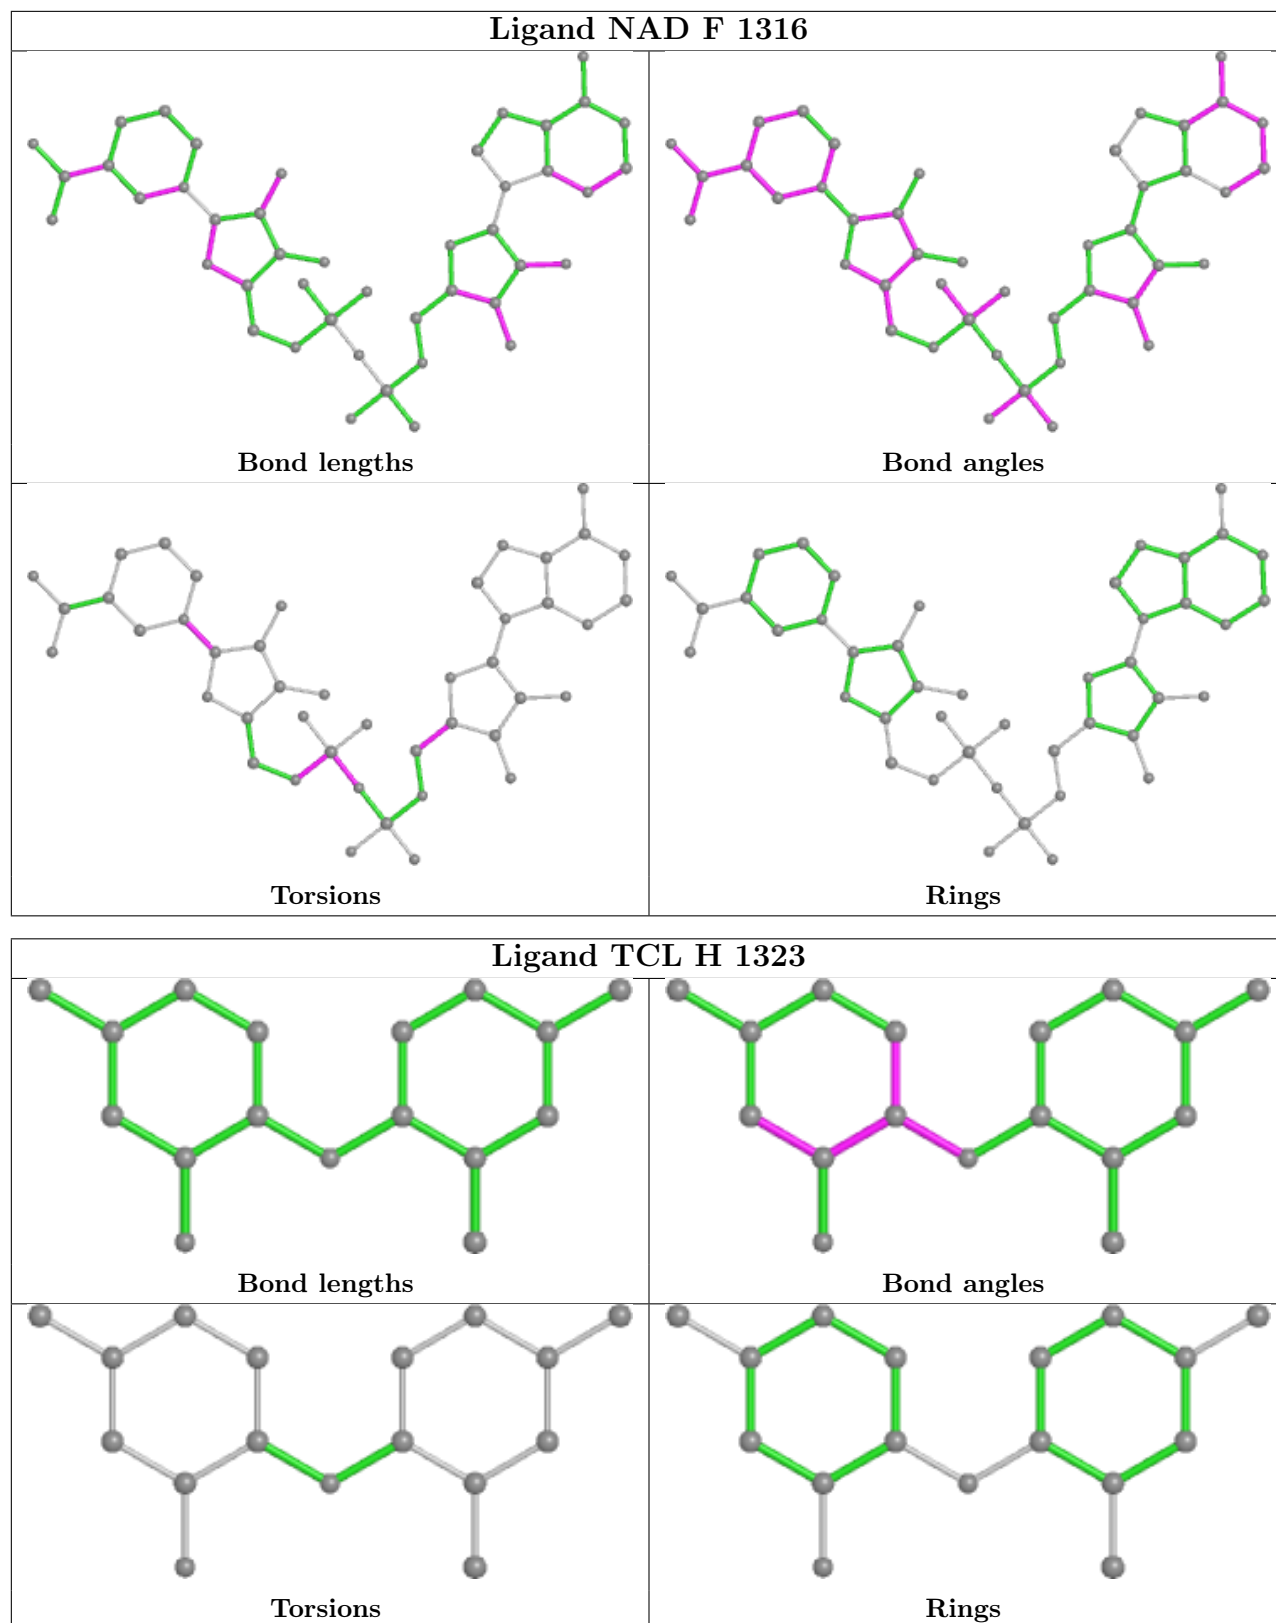 Ligand NAD F 1316
Bond lengths
Bond angles
Torsions
Rings
Ligand TCL H 1323
Bond lengths
Bond angles
Torsions
Rings